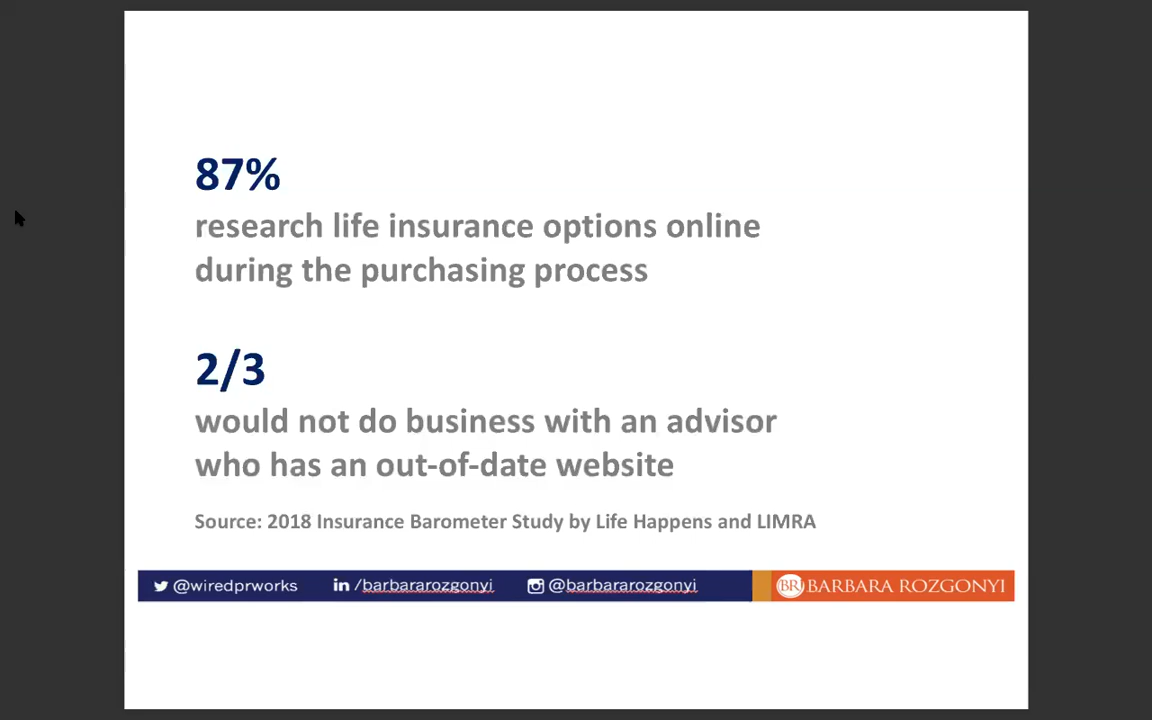 87%
research life insurance options online
during the purchasing process
2/3
would not do business with an advisor
who has an out-of-date website
Source: 2018 Insurance Barometer Study by Life Happens and LIMRA
@wiredprworks in /barbararozgonyi @barbararozgonyi BR BARBARA ROZGONYI